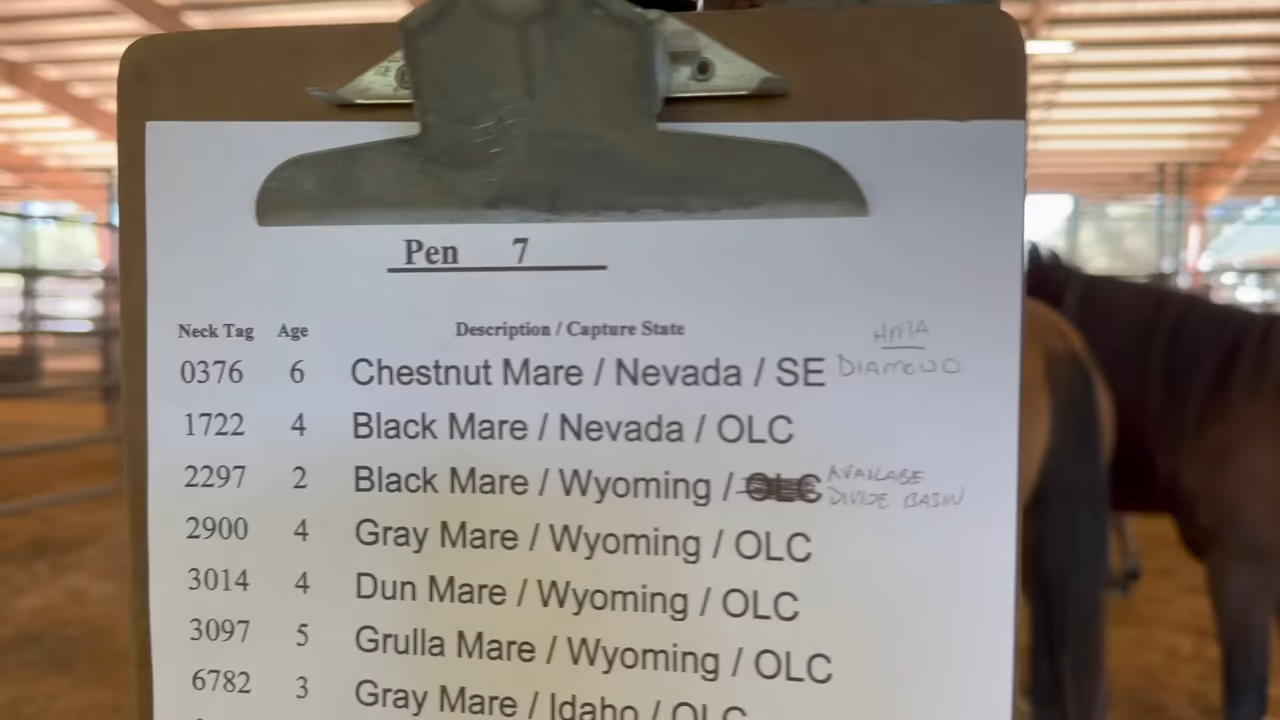 Pen 7
Neck Tag Age Description / Capture State HMA
0376 6 Chestnut Mare / Nevada / SE DIAMOND
1722 4 Black Mare / Nevada / OLC
2297 2 Black Mare / Wyoming / OLC AVAILABE
DIVIDE BASIN
2900 4 Gray Mare / Wyoming / OLC
3014 4 Dun Mare / Wyoming / OLC
3097 5 Grulla Mare / Wyoming / OLC
6782 3 Gray Mare / Idaho / OLC